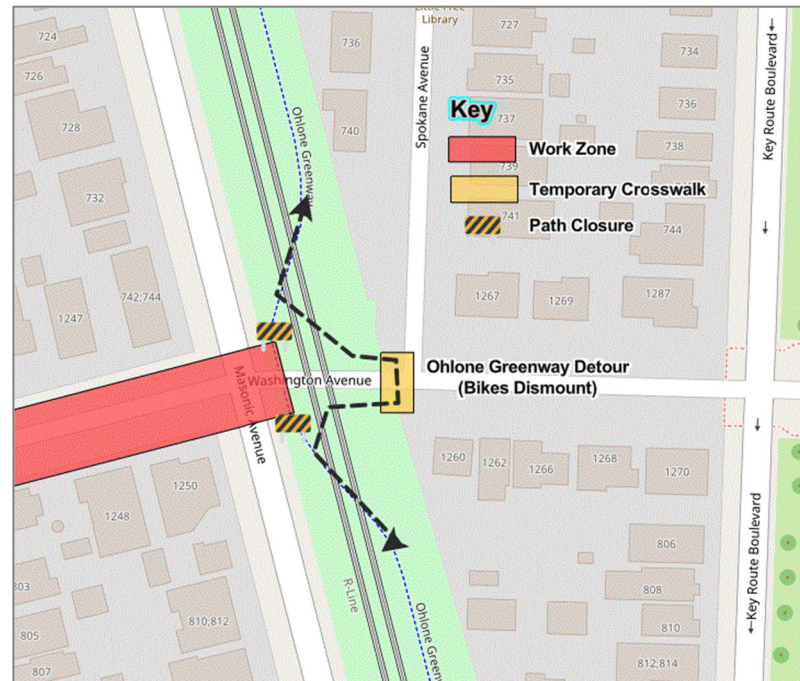 Little Free
Library
724
736
727
734
726
735
Key
728
740
737
736
Work Zone
738
739
Temporary Crosswalk
732
741
744
Path Closure
Ohlone Greenway
Spokane Avenue
Key Route Boulevard→
1247
742;744
1267
1269
1287
Washington Avenue
Ohlone Greenway Detour
(Bikes Dismount)
Masonic Avenue
1260
1262
1266
1268
1270
1250
1248
806
803
808
810;812
810
805
807
812;814
R-Line
Ohlone Green
←Key Route Boulevard